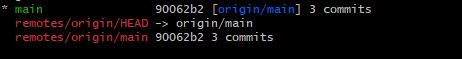 * main                90062b2 [origin/main] 3 commits
  remotes/origin/HEAD -> origin/main
  remotes/origin/main 90062b2 3 commits